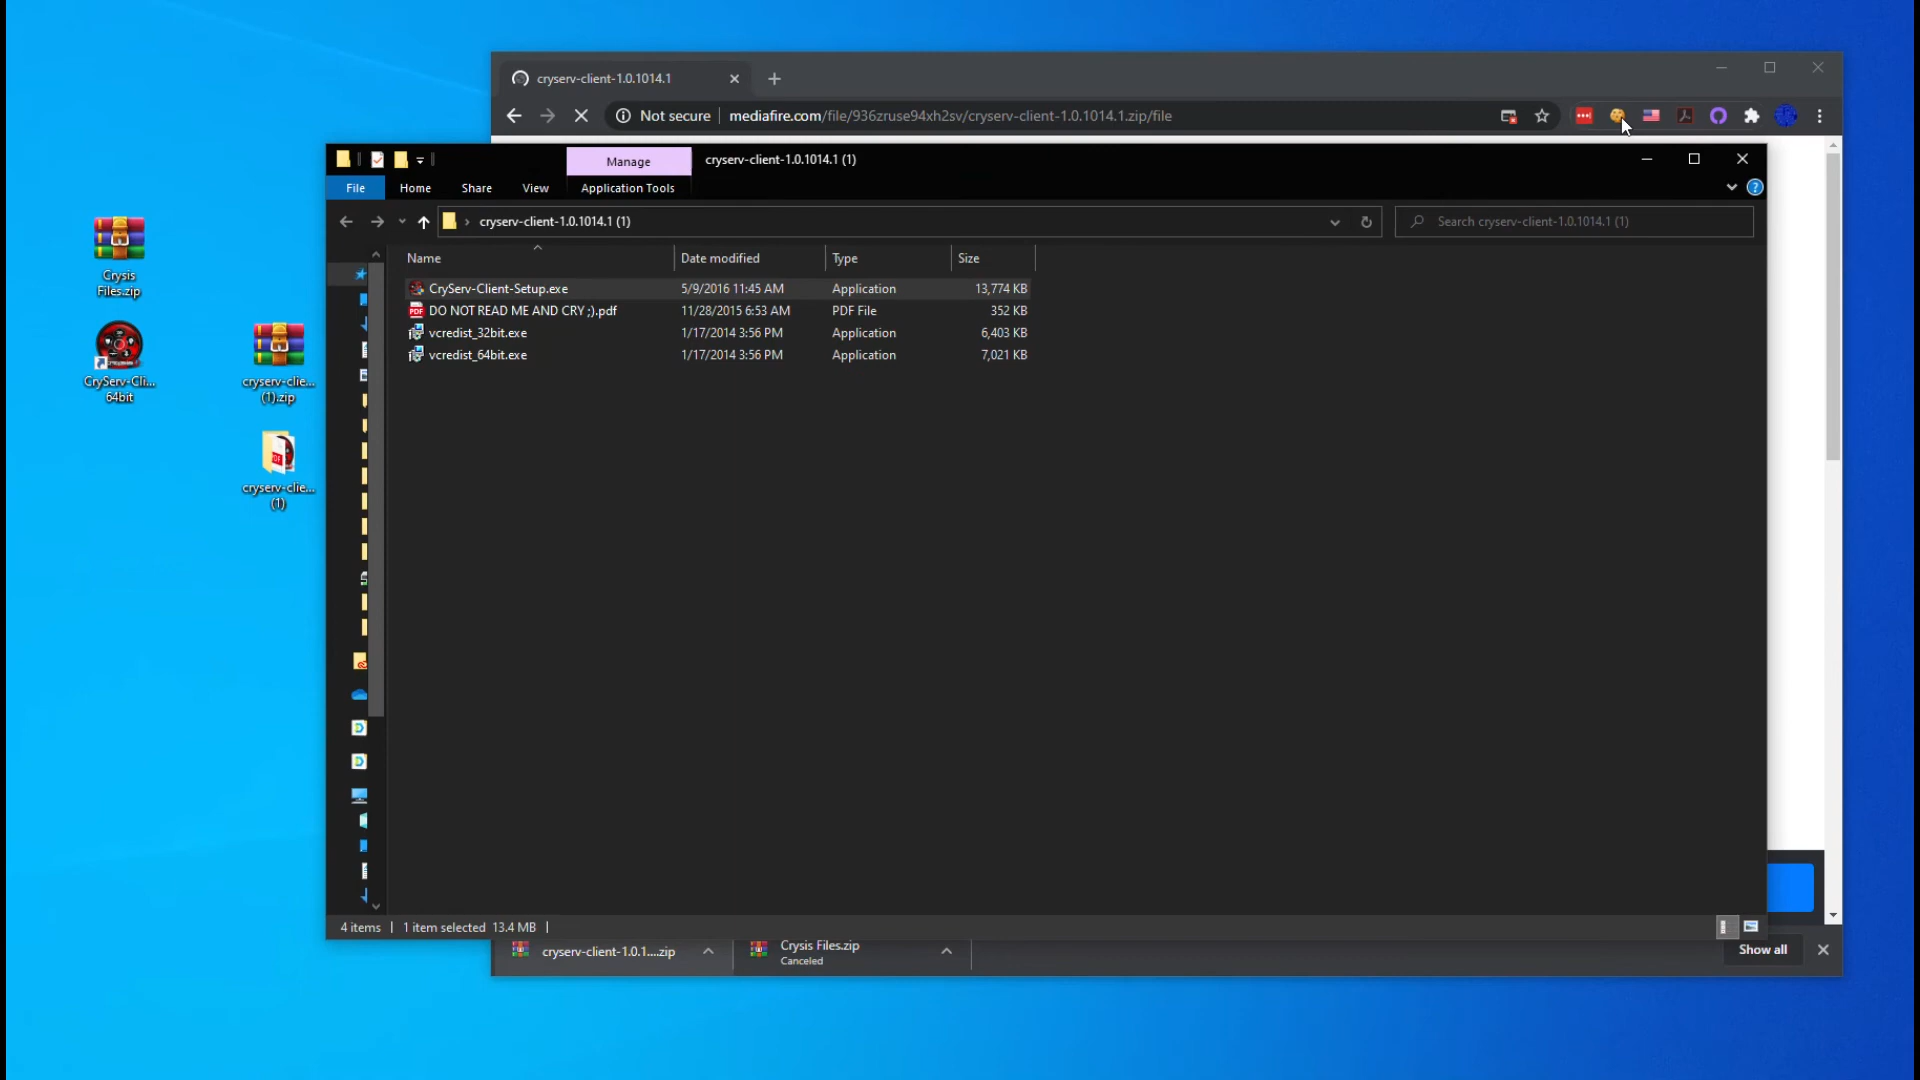 cryserv-client-1.0.1014.1
Not secure
mediafire.com/file/936zruse94xh2sv/cryserv-client-1.0.1014.1.zip/file
Manage
cryserv-client-1.0.1014.1 (1)
File
Home
Share
View
Application Tools
cryserv-client-1.0.1014.1 (1)
Search cryserv-client-1.0.1014.1 (1)
Name
Date modified
Type
Size
CryServ-Client-Setup.exe
5/9/2016 11:45 AM
Application
13,774 KB
DO NOT READ ME AND CRY ;).pdf
11/28/2015 6:53 AM
PDF File
352 KB
vcredist_32bit.exe
1/17/2014 3:56 PM
Application
6,403 KB
vcredist_64bit.exe
1/17/2014 3:56 PM
Application
7,021 KB
Crysis
Files.zip
CryServ-Cli...
64bit
cryserv-clie...
(1).zip
cryserv-clie...
(1)
4 items
1 item selected 13.4 MB
cryserv-client-1.0.1....zip
Crysis Files.zip
Canceled
Show all